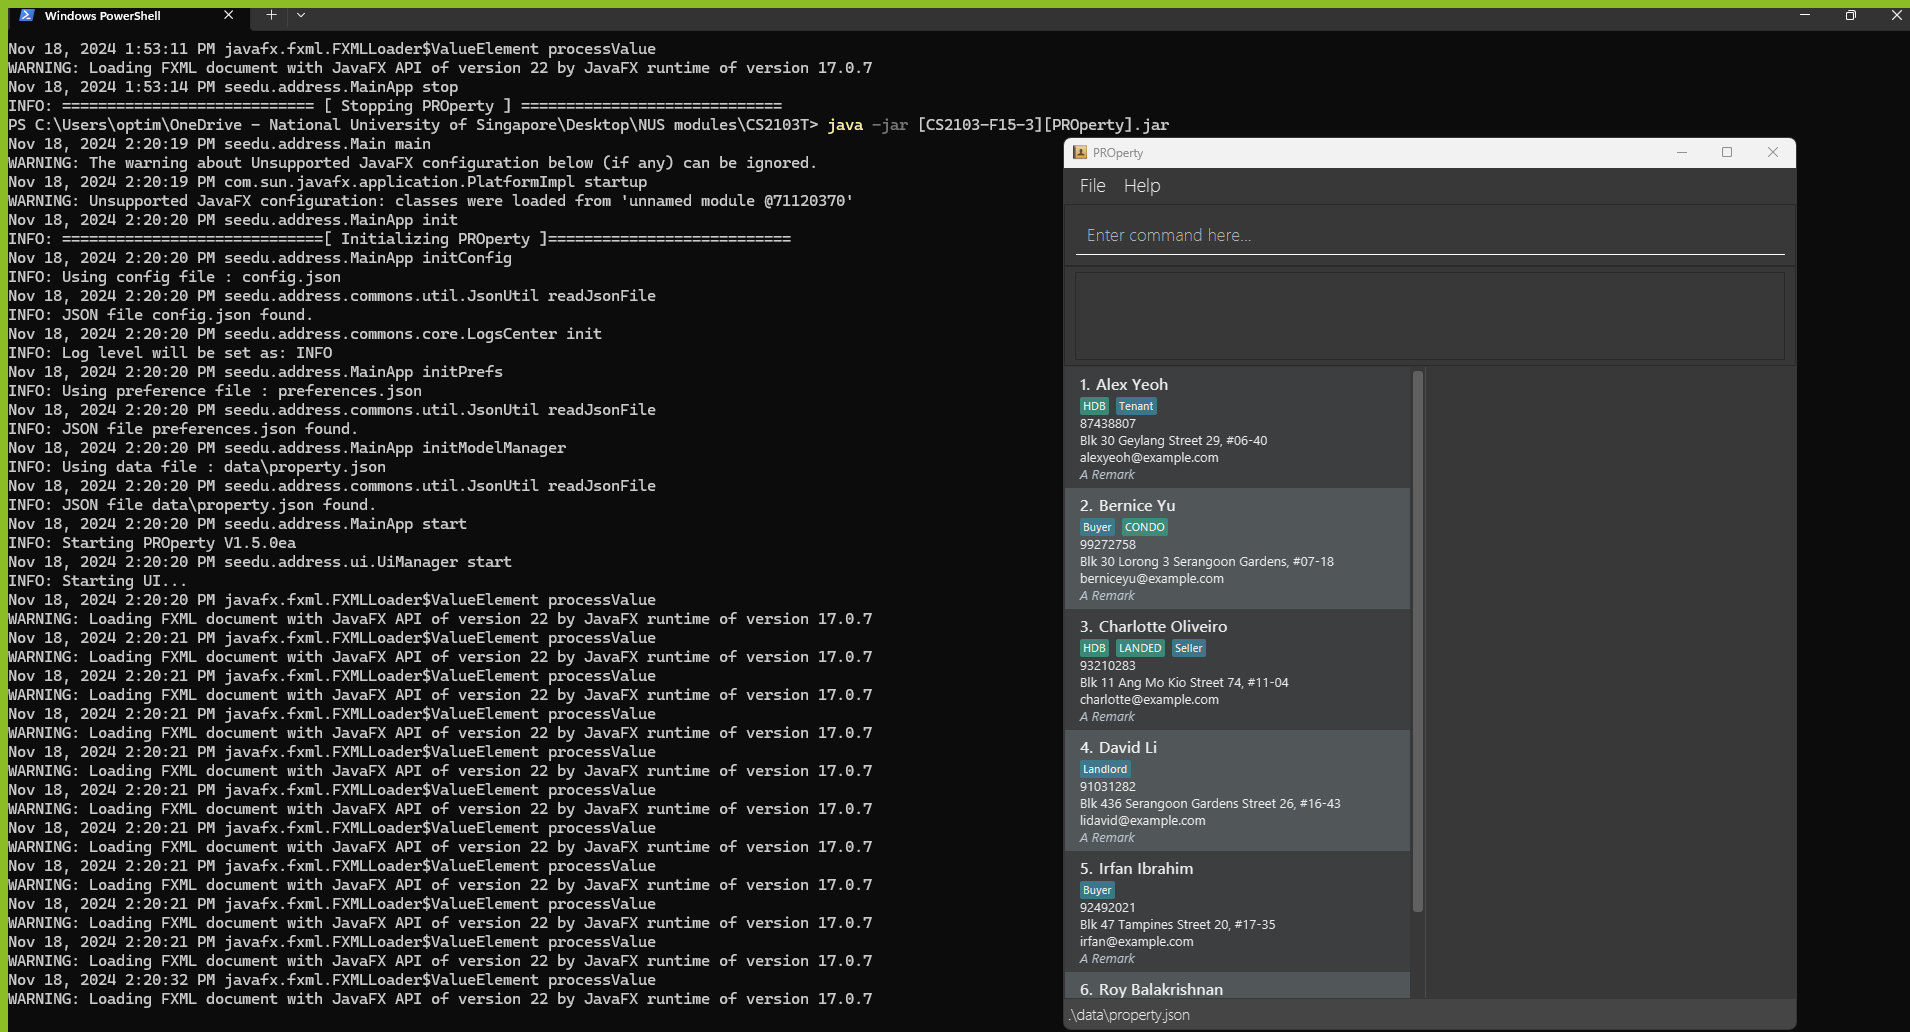 Windows PowerShell
Nov 18, 2024 1:53:11 PM javafx.fxml.FXMLLoader$ValueElement processValue
WARNING: Loading FXML document with JavaFX API of version 22 by JavaFX runtime of version 17.0.7
Nov 18, 2024 1:53:14 PM seedu.address.MainApp stop
INFO: ============================ [ Stopping PROperty ] =============================
PS C:\Users\optim\OneDrive - National University of Singapore\Desktop\NUS modules\CS2103T> java -jar [CS2103-F15-3][PROperty].jar
Nov 18, 2024 2:20:19 PM seedu.address.Main main
WARNING: The warning about Unsupported JavaFX configuration below (if any) can be ignored.
Nov 18, 2024 2:20:19 PM com.sun.javafx.application.PlatformImpl startup
WARNING: Unsupported JavaFX configuration: classes were loaded from 'unnamed module @71120370'
Nov 18, 2024 2:20:20 PM seedu.address.MainApp init
INFO: =============================[ Initializing PROperty ]===========================
Nov 18, 2024 2:20:20 PM seedu.address.MainApp initConfig
INFO: Using config file : config.json
Nov 18, 2024 2:20:20 PM seedu.address.commons.util.JsonUtil readJsonFile
INFO: JSON file config.json found.
Nov 18, 2024 2:20:20 PM seedu.address.commons.core.LogsCenter init
INFO: Log level will be set as: INFO
Nov 18, 2024 2:20:20 PM seedu.address.MainApp initPrefs
INFO: Using preference file : preferences.json
Nov 18, 2024 2:20:20 PM seedu.address.commons.util.JsonUtil readJsonFile
INFO: JSON file preferences.json found.
Nov 18, 2024 2:20:20 PM seedu.address.MainApp initModelManager
INFO: Using data file : data\property.json
Nov 18, 2024 2:20:20 PM seedu.address.commons.util.JsonUtil readJsonFile
INFO: JSON file data\property.json found.
Nov 18, 2024 2:20:20 PM seedu.address.MainApp start
INFO: Starting PROperty V1.5.0ea
Nov 18, 2024 2:20:20 PM seedu.address.ui.UiManager start
INFO: Starting UI...
Nov 18, 2024 2:20:20 PM javafx.fxml.FXMLLoader$ValueElement processValue
WARNING: Loading FXML document with JavaFX API of version 22 by JavaFX runtime of version 17.0.7
Nov 18, 2024 2:20:21 PM javafx.fxml.FXMLLoader$ValueElement processValue
WARNING: Loading FXML document with JavaFX API of version 22 by JavaFX runtime of version 17.0.7
Nov 18, 2024 2:20:21 PM javafx.fxml.FXMLLoader$ValueElement processValue
WARNING: Loading FXML document with JavaFX API of version 22 by JavaFX runtime of version 17.0.7
Nov 18, 2024 2:20:21 PM javafx.fxml.FXMLLoader$ValueElement processValue
WARNING: Loading FXML document with JavaFX API of version 22 by JavaFX runtime of version 17.0.7
Nov 18, 2024 2:20:21 PM javafx.fxml.FXMLLoader$ValueElement processValue
WARNING: Loading FXML document with JavaFX API of version 22 by JavaFX runtime of version 17.0.7
Nov 18, 2024 2:20:21 PM javafx.fxml.FXMLLoader$ValueElement processValue
WARNING: Loading FXML document with JavaFX API of version 22 by JavaFX runtime of version 17.0.7
Nov 18, 2024 2:20:21 PM javafx.fxml.FXMLLoader$ValueElement processValue
WARNING: Loading FXML document with JavaFX API of version 22 by JavaFX runtime of version 17.0.7
Nov 18, 2024 2:20:21 PM javafx.fxml.FXMLLoader$ValueElement processValue
WARNING: Loading FXML document with JavaFX API of version 22 by JavaFX runtime of version 17.0.7
Nov 18, 2024 2:20:21 PM javafx.fxml.FXMLLoader$ValueElement processValue
WARNING: Loading FXML document with JavaFX API of version 22 by JavaFX runtime of version 17.0.7
Nov 18, 2024 2:20:21 PM javafx.fxml.FXMLLoader$ValueElement processValue
WARNING: Loading FXML document with JavaFX API of version 22 by JavaFX runtime of version 17.0.7
Nov 18, 2024 2:20:32 PM javafx.fxml.FXMLLoader$ValueElement processValue
WARNING: Loading FXML document with JavaFX API of version 22 by JavaFX runtime of version 17.0.7
PROperty
File Help
Enter command here...
1. Alex Yeoh
HDB Tenant
87438807
Blk 30 Geylang Street 29, #06-40
alexyeoh@example.com
A Remark
2. Bernice Yu
Buyer CONDO
99272758
Blk 30 Lorong 3 Serangoon Gardens, #07-18
berniceyu@example.com
A Remark
3. Charlotte Oliveiro
HDB LANDED Seller
93210283
Blk 11 Ang Mo Kio Street 74, #11-04
charlotte@example.com
A Remark
4. David Li
Landlord
91031282
Blk 436 Serangoon Gardens Street 26, #16-43
lidavid@example.com
A Remark
5. Irfan Ibrahim
Buyer
92492021
Blk 47 Tampines Street 20, #17-35
irfan@example.com
A Remark
6. Roy Balakrishnan
.\data\property.json